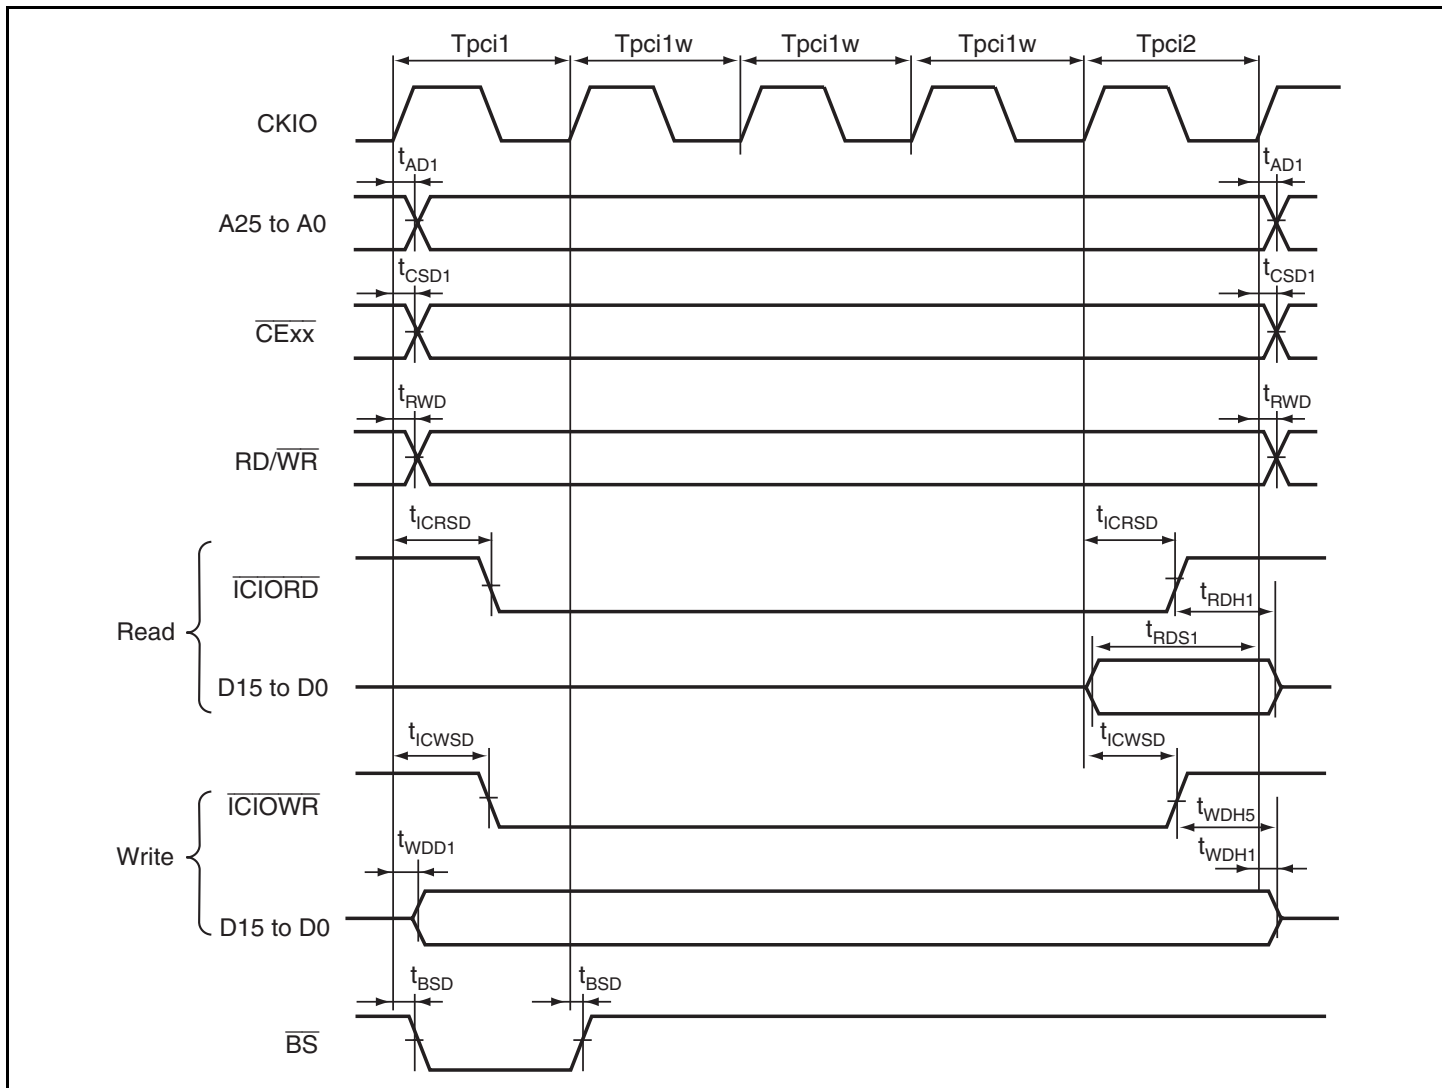 Tpci1 Tpci1w Tpci1w Tpci1w Tpci2
CKIO
tAD1 tAD1
A25 to A0
tCSD1 tCSD1
CExx
tRWD tRWD
RD/WR
tICRSD tICRSD
ICIORD
tRDH1
Read
tRDS1
D15 to D0
tICWSD tICWSD
ICIOWR
tWDH5
Write
tWDD1 tWDH1
D15 to D0
tBSD tBSD
BS